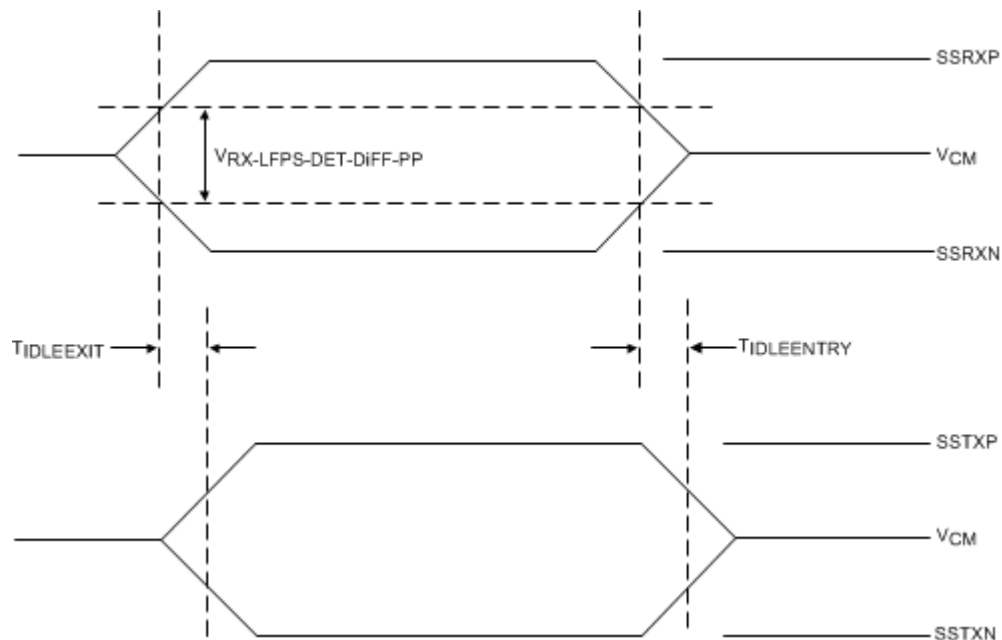 SSRXP
VRX-LFPS-DET-DiFF-PP
VCM
SSRXN
TIDLEEXIT
TIDLEENTRY
SSTXP
VCM
SSTXN